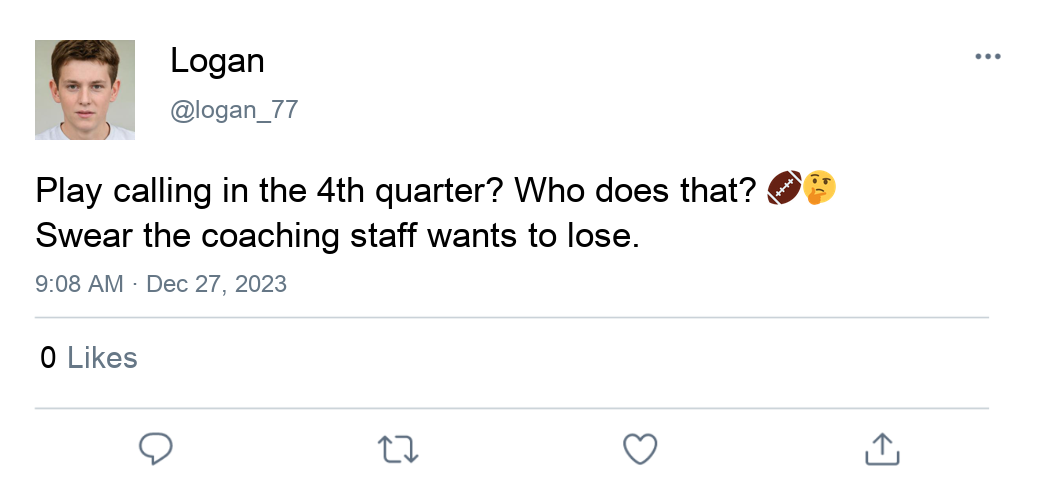 Logan
@logan_77
Play calling in the 4th quarter? Who does that? 🏈🤔
Swear the coaching staff wants to lose.
9:08 AM · Dec 27, 2023
0 Likes